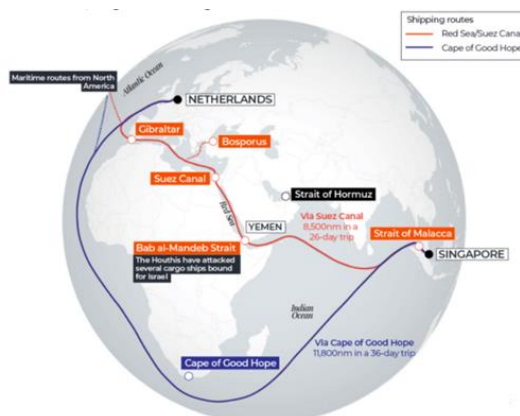 Shipping routes
Red Sea/Suez Canal
Cape of Good Hope
Atlantic Ocean
Maritime routes from North
America
NETHERLANDS
Gibraltar
Bosporus
Suez Canal
Strait of Hormuz
Red Sea
YEMEN
Via Suez Canal
8,500nm in a
26-day trip
Strait of Malacca
SINGAPORE
Bab al-Mandeb Strait
The Houthis have attacked
several cargo ships bound
for Israel
Indian
Ocean
Via Cape of Good Hope
11,800nm in a 36-day trip
Cape of Good Hope